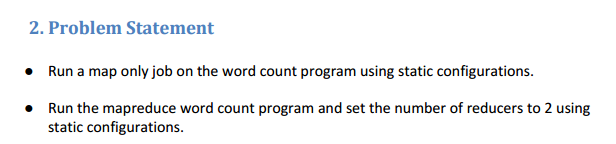 2. Problem Statement
● Run a map only job on the word count program using static configurations.
● Run the mapreduce word count program and set the number of reducers to 2 using
static configurations.